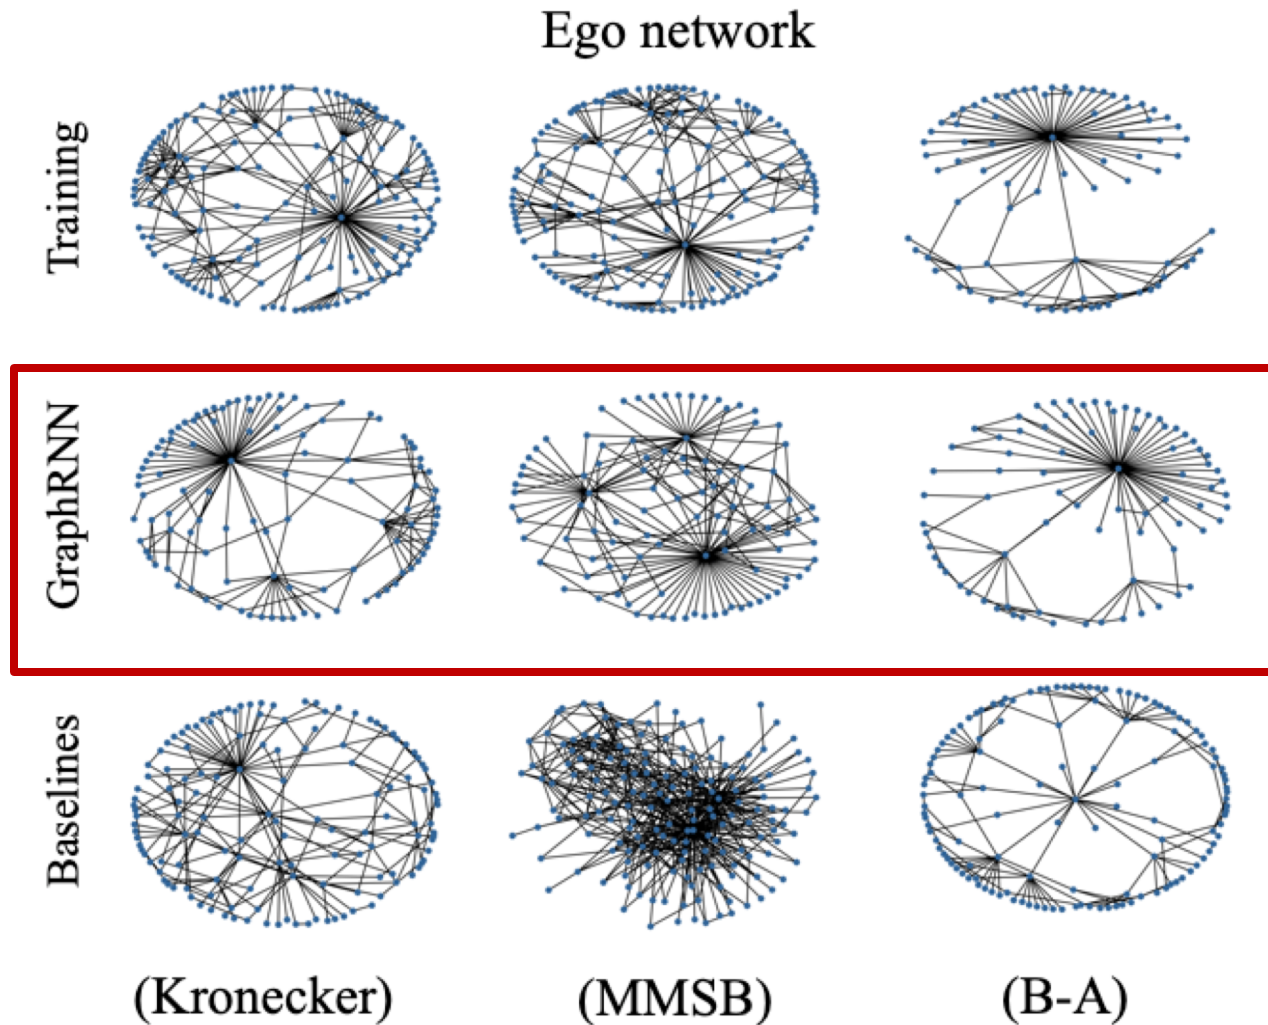 Ego network
Training
GraphRNN
Baselines
(Kronecker) (MMSB) (B-A)